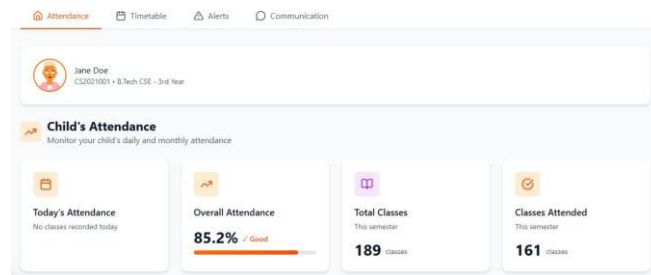 Attendance Timetable Alerts Communication
Jane Doe
CS2021001 • B.Tech CSE - 3rd Year
Child's Attendance
Monitor your child's daily and monthly attendance
Today's Attendance
No classes recorded today
Overall Attendance
85.2% ✓ Good
Total Classes
This semester
189 classes
Classes Attended
This semester
161 classes